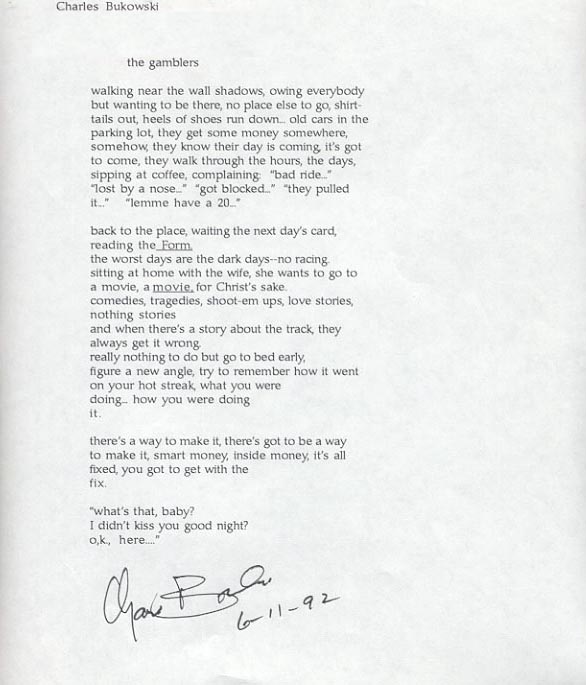 Charles Bukowski
the gamblers
walking near the wall shadows, owing everybody
but wanting to be there, no place else to go, shirt-
tails out, heels of shoes run down... old cars in the
parking lot, they get some money somewhere,
somehow, they know their day is coming, it's got
to come, they walk through the hours, the days,
sipping at coffee, complaining: "bad ride..."
"lost by a nose..." "got blocked..." "they pulled
it..." "lemme have a 20..."
back to the place, waiting the next day's card,
reading the Form.
the worst days are the dark days--no racing.
sitting at home with the wife, she wants to go to
a movie, a movie, for Christ's sake.
comedies, tragedies, shoot-em ups, love stories,
nothing stories
and when there's a story about the track, they
always get it wrong.
really nothing to do but go to bed early,
figure a new angle, try to remember how it went
on your hot streak, what you were
doing... how you were doing
it.
there's a way to make it, there's got to be a way
to make it, smart money, inside money, it's all
fixed, you got to get with the
fix.
"what's that, baby?
I didn't kiss you good night?
o.k., here...."
6-11-92